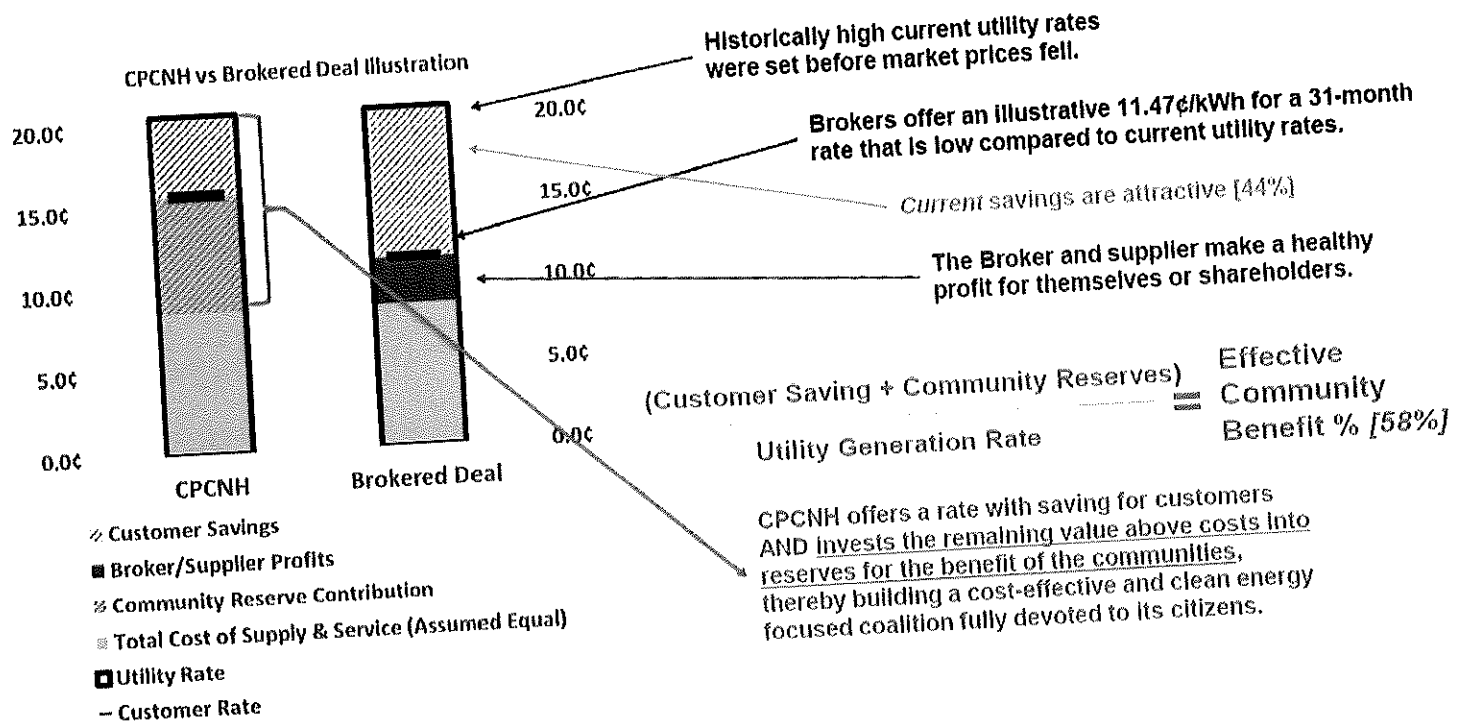 CPCNH vs Brokered Deal Illustration
20.0¢
15.0¢
10.0¢
5.0¢
0.0¢
20.0¢
15.0¢
10.0¢
5.0¢
0.0¢
CPCNH
Brokered Deal
Customer Savings
Broker/Supplier Profits
Community Reserve Contribution
Total Cost of Supply & Service (Assumed Equal)
Utility Rate
Customer Rate
Historically high current utility rates
were set before market prices fell.
Brokers offer an illustrative 11.47¢/kWh for a 31-month
rate that is low compared to current utility rates.
Current savings are attractive [44%]
The Broker and supplier make a healthy
profit for themselves or shareholders.
(Customer Saving + Community Reserves)
Utility Generation Rate
=
Effective
Community
Benefit % [58%]
CPCNH offers a rate with saving for customers
AND invests the remaining value above costs into
reserves for the benefit of the communities,
thereby building a cost-effective and clean energy
focused coalition fully devoted to its citizens.